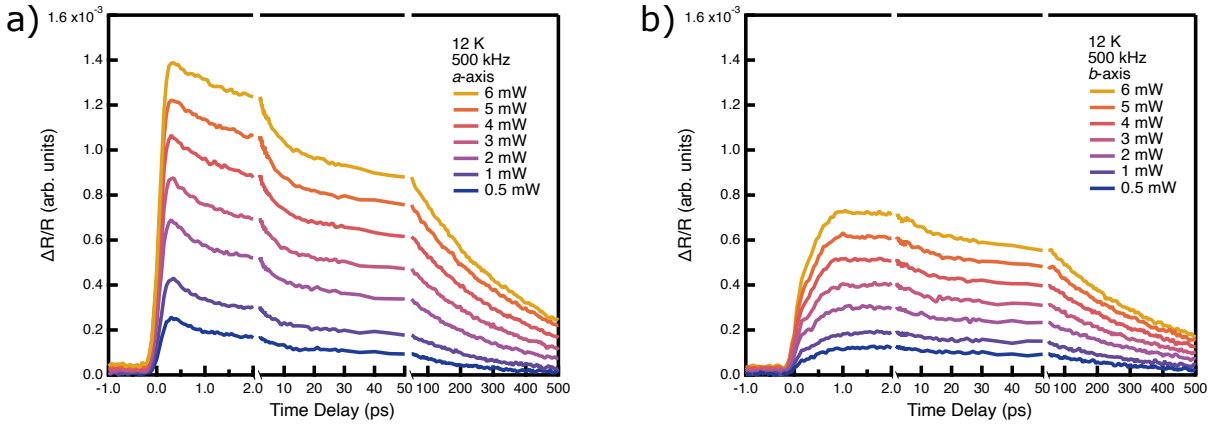 a)
1.6 x10⁻³
1.4
1.2
1.0
0.8
0.6
0.4
0.2
0.0
ΔR/R (arb. units)
-1.0 0.0 1.0 2.0 10 20 30 40 50 100 200 300 400 500
Time Delay (ps)
12 K
500 kHz
a-axis
6 mW
5 mW
4 mW
3 mW
2 mW
1 mW
0.5 mW
b)
1.6 x10⁻³
1.4
1.2
1.0
0.8
0.6
0.4
0.2
0.0
ΔR/R (arb. units)
-1.0 0.0 1.0 2.0 10 20 30 40 50 100 200 300 400 500
Time Delay (ps)
12 K
500 kHz
b-axis
6 mW
5 mW
4 mW
3 mW
2 mW
1 mW
0.5 mW